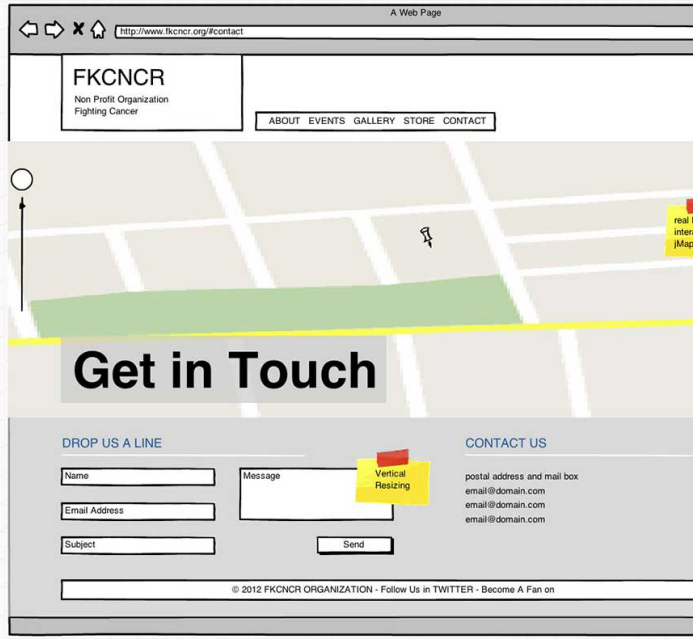 A Web Page
http://www.fkcncr.org/#contact
FKCNCR
Non Profit Organization
Fighting Cancer
ABOUT EVENTS GALLERY STORE CONTACT
real
Get in Touch
DROP US A LINE
CONTACT US
Name
Message
Vertical
Resizing
Email Address
Subject
Send
postal address and mail box
email@domain.com
email@domain.com
email@domain.com
© 2012 FKCNCR ORGANIZATION - Follow Us in TWITTER - Become A Fan on